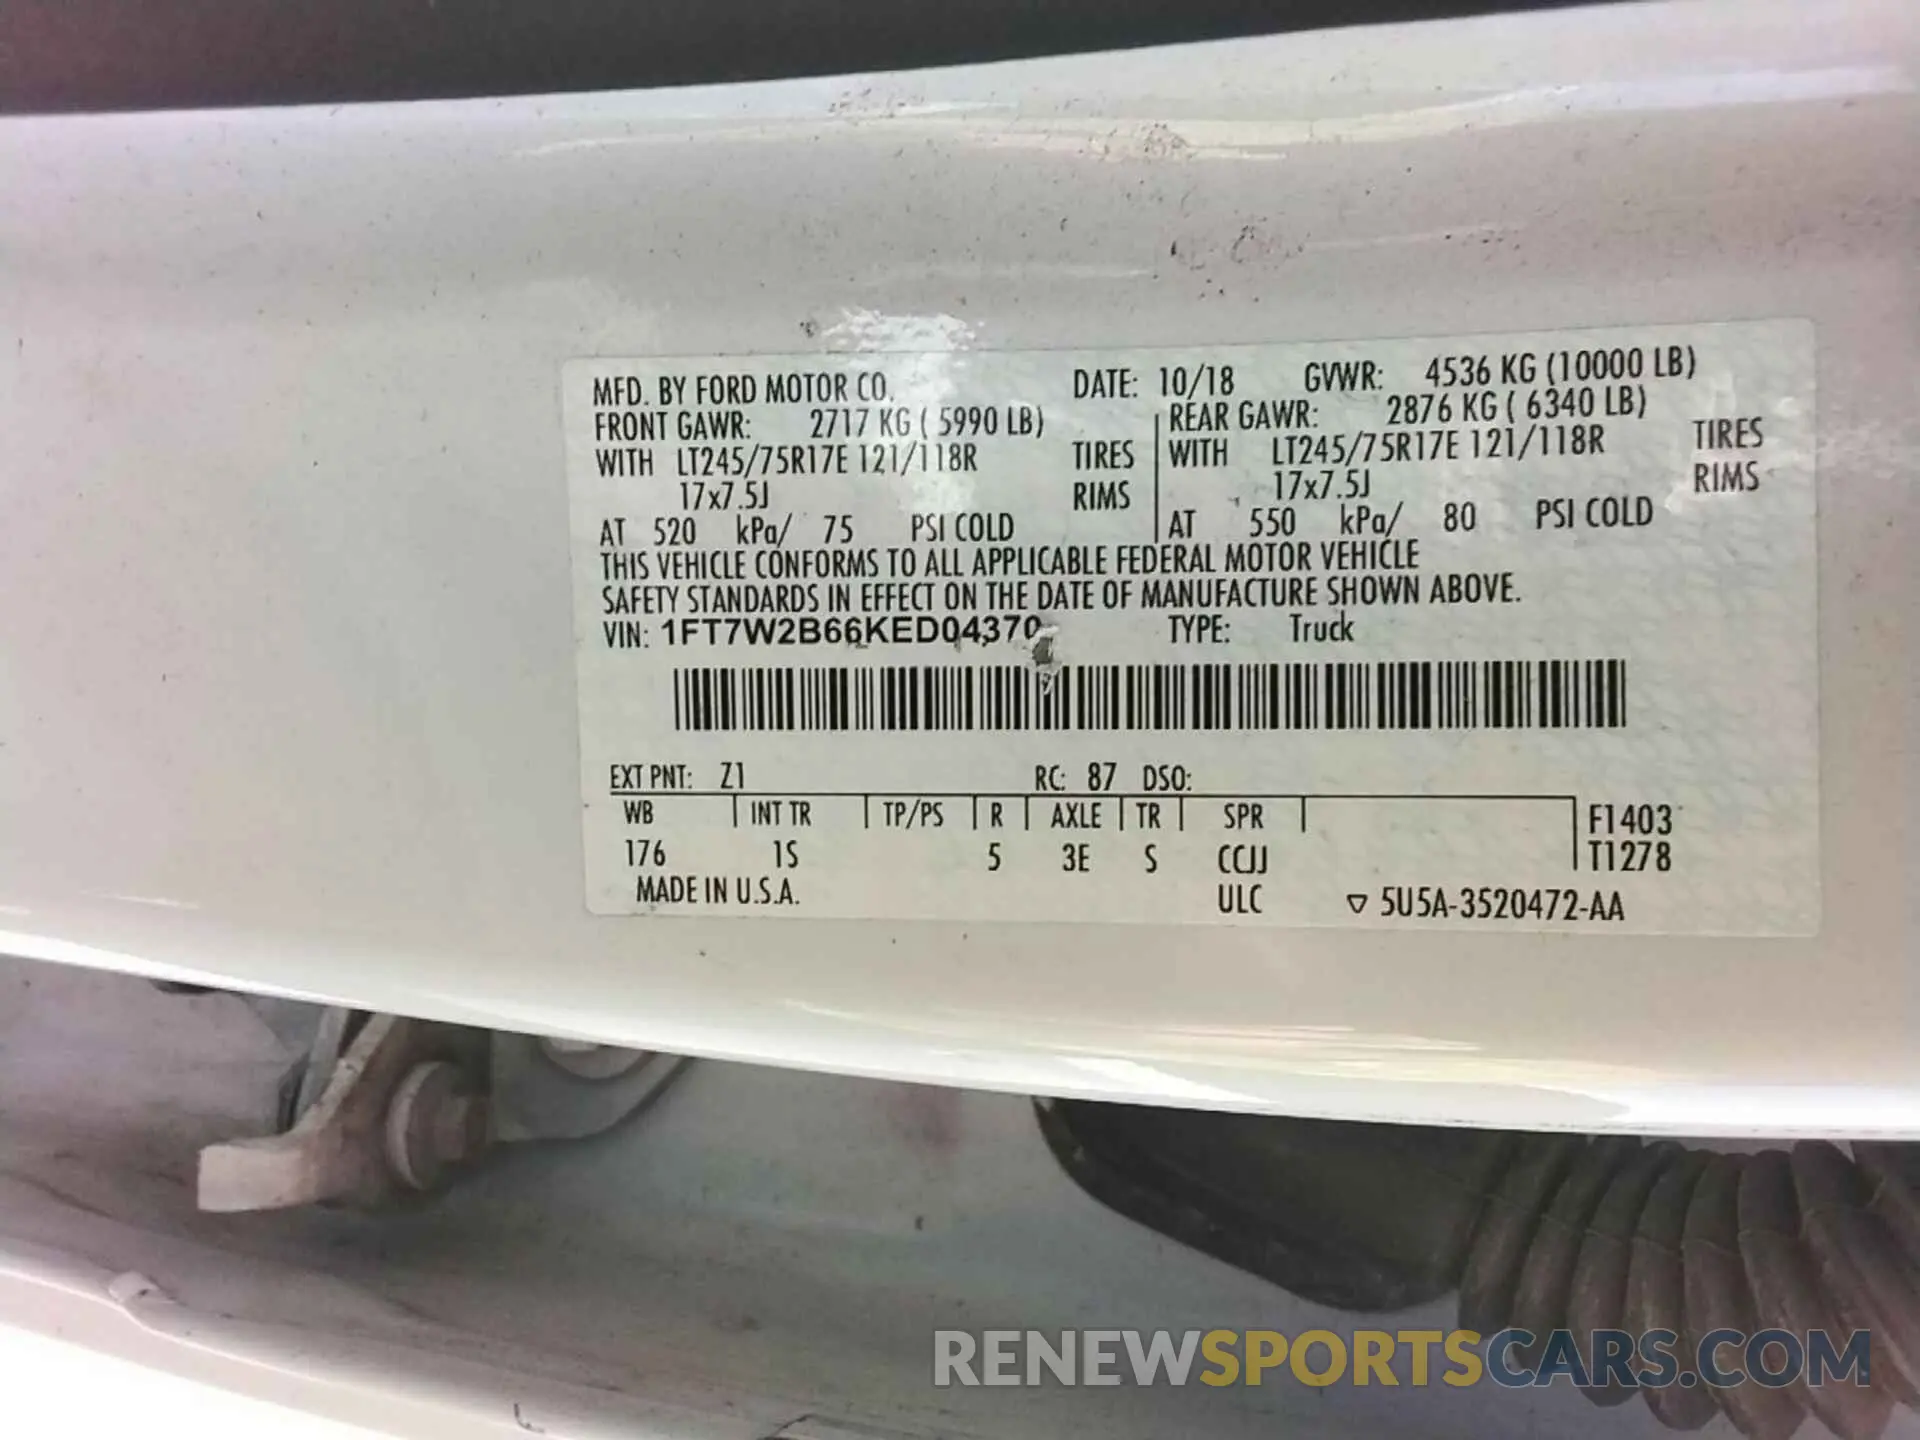 MFD. BY FORD MOTOR CO. DATE: 10/18 GVWR: 4536 KG (10000 LB)
FRONT GAWR: 2717 KG ( 5990 LB) REAR GAWR: 2876 KG ( 6340 LB)
WITH LT245/75R17E 121/118R TIRES WITH LT245/75R17E 121/118R TIRES
17x7.5J RIMS 17x7.5J RIMS
AT 520 kPa/ 75 PSI COLD AT 550 kPa/ 80 PSI COLD
THIS VEHICLE CONFORMS TO ALL APPLICABLE FEDERAL MOTOR VEHICLE
SAFETY STANDARDS IN EFFECT ON THE DATE OF MANUFACTURE SHOWN ABOVE.
VIN: 1FT7W2B66KED04370 TYPE: Truck
EXT PNT: Z1 RC: 87 DSO:
WB INT TR TP/PS R AXLE TR SPR F1403
176 1S 5 3E S CCJJ T1278
MADE IN U.S.A. ULC ▽ 5U5A-3520472-AA
RENEWSPORTSCARS.COM